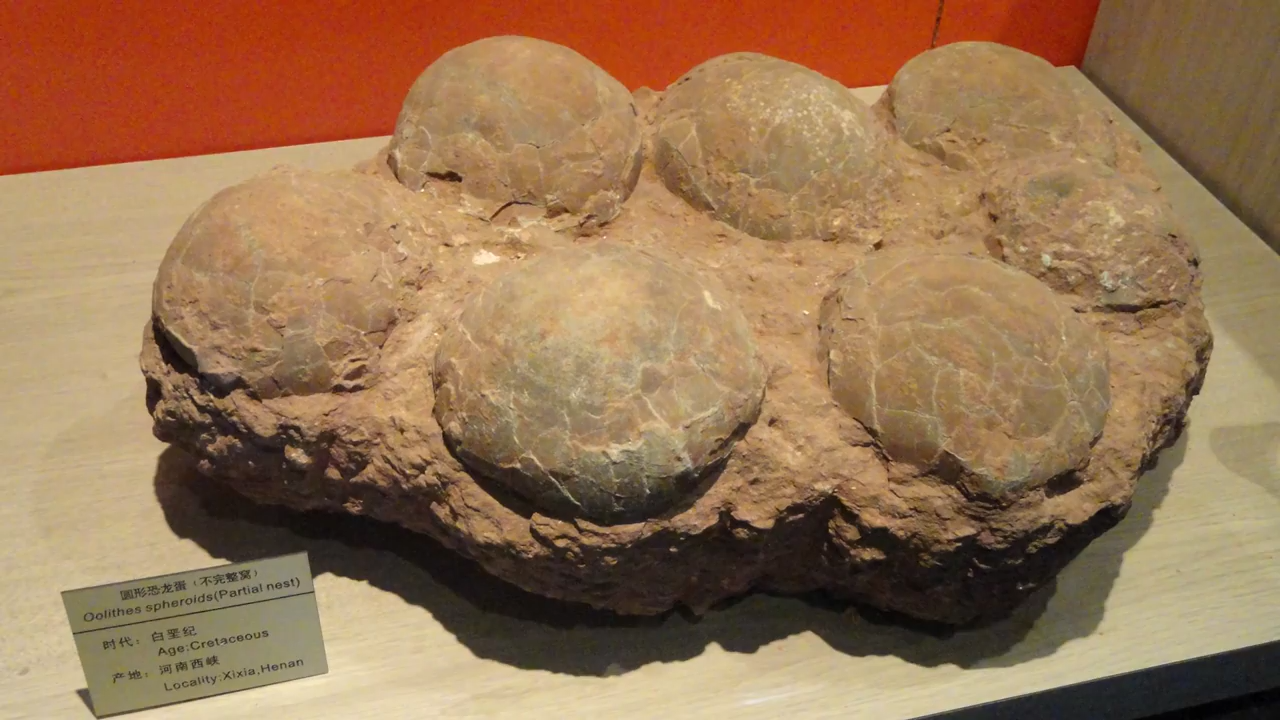 圆形恐龙蛋（不完整窝）
Oolithes spheroids(Partial nest)
时代：白垩纪
Age:Cretaceous
产地：河南西峡
Locality:Xixia,Henan